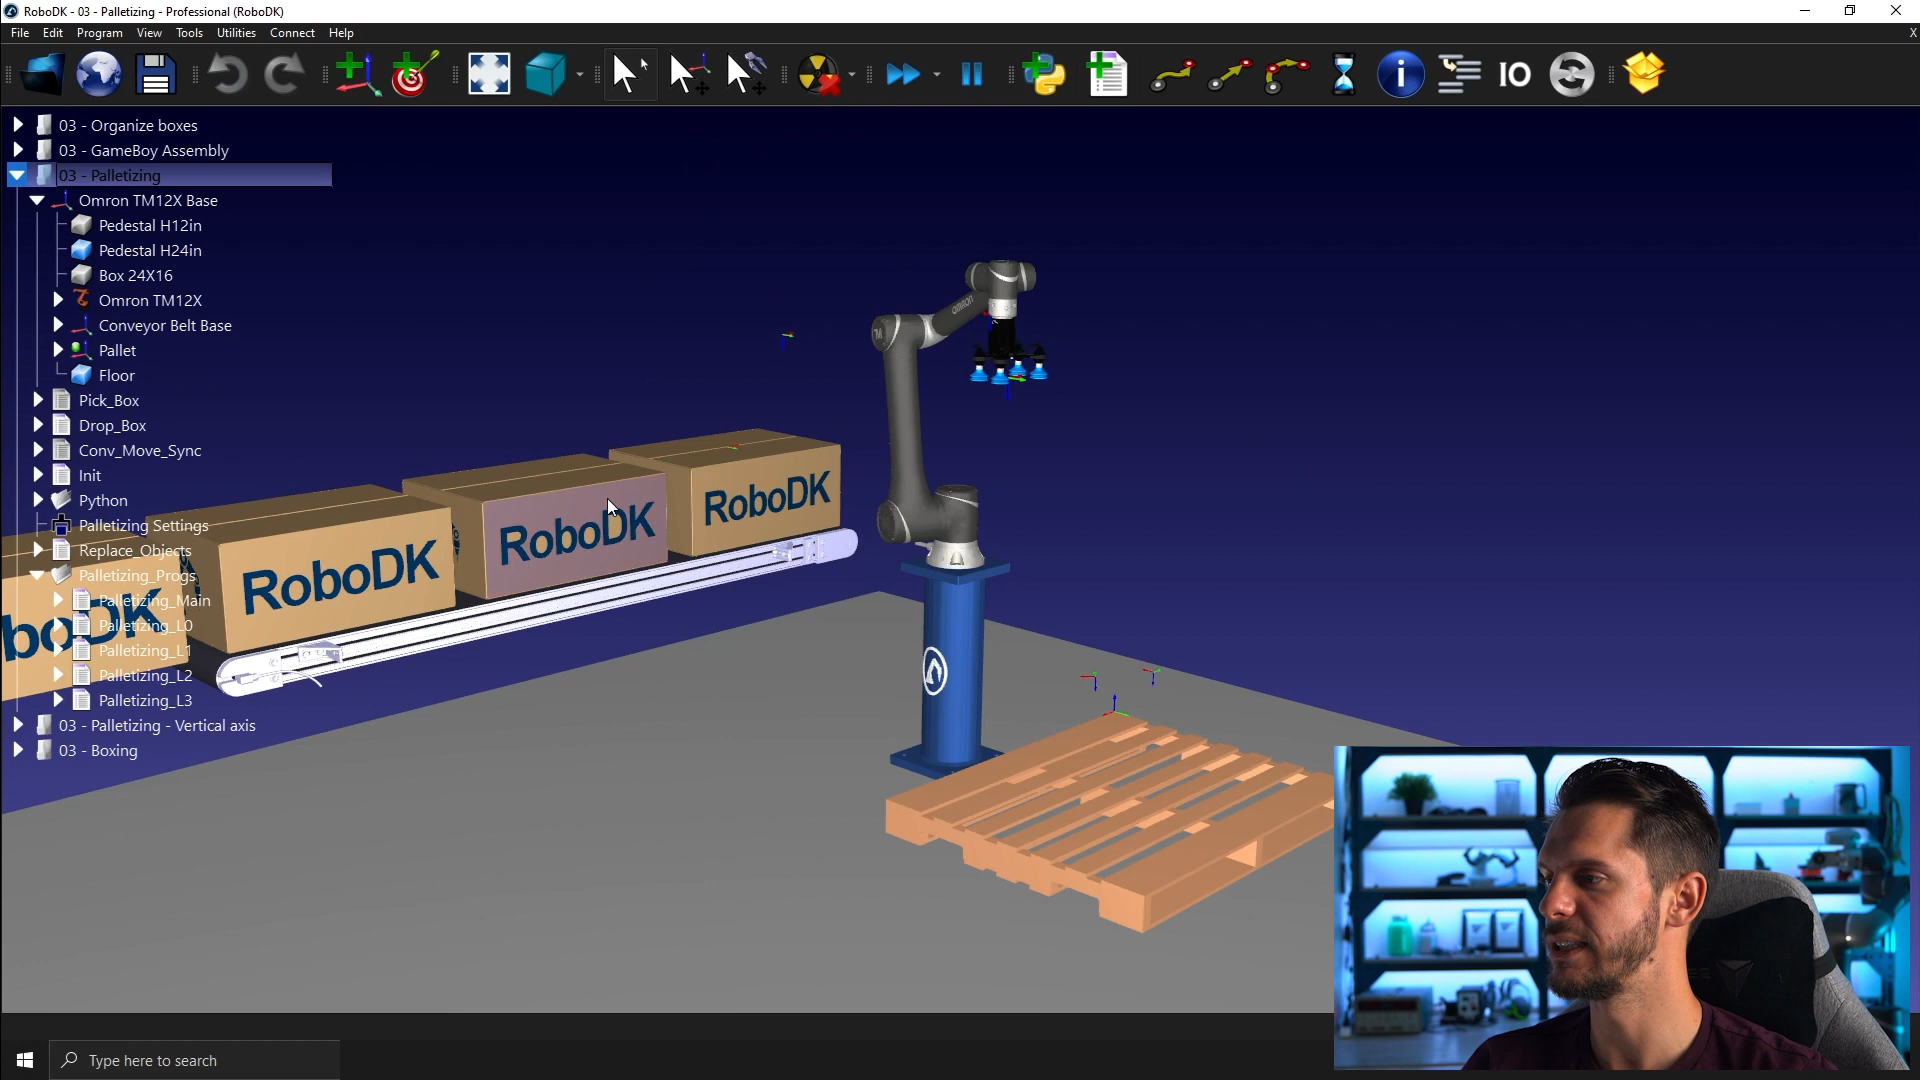 RoboDK - 03 - Palletizing - Professional (RoboDK)
File Edit Program View Tools Utilities Connect Help X
IO
03 - Organize boxes
03 - GameBoy Assembly
03 - Palletizing
Omron TM12X Base
Pedestal H12in
Pedestal H24in
Box 24X16
Omron TM12X
Conveyor Belt Base
Pallet
Floor
Pick_Box
Drop_Box
Conv_Move_Sync
Init
Python
Palletizing Settings
Replace_Objects
Palletizing_Progs
Palletizing_Main
Palletizing_L0
Palletizing_L1
Palletizing_L2
Palletizing_L3
03 - Palletizing - Vertical axis
03 - Boxing
OMRON
TM
RoboDK
RoboDK
RoboDK
boDK
Type here to search